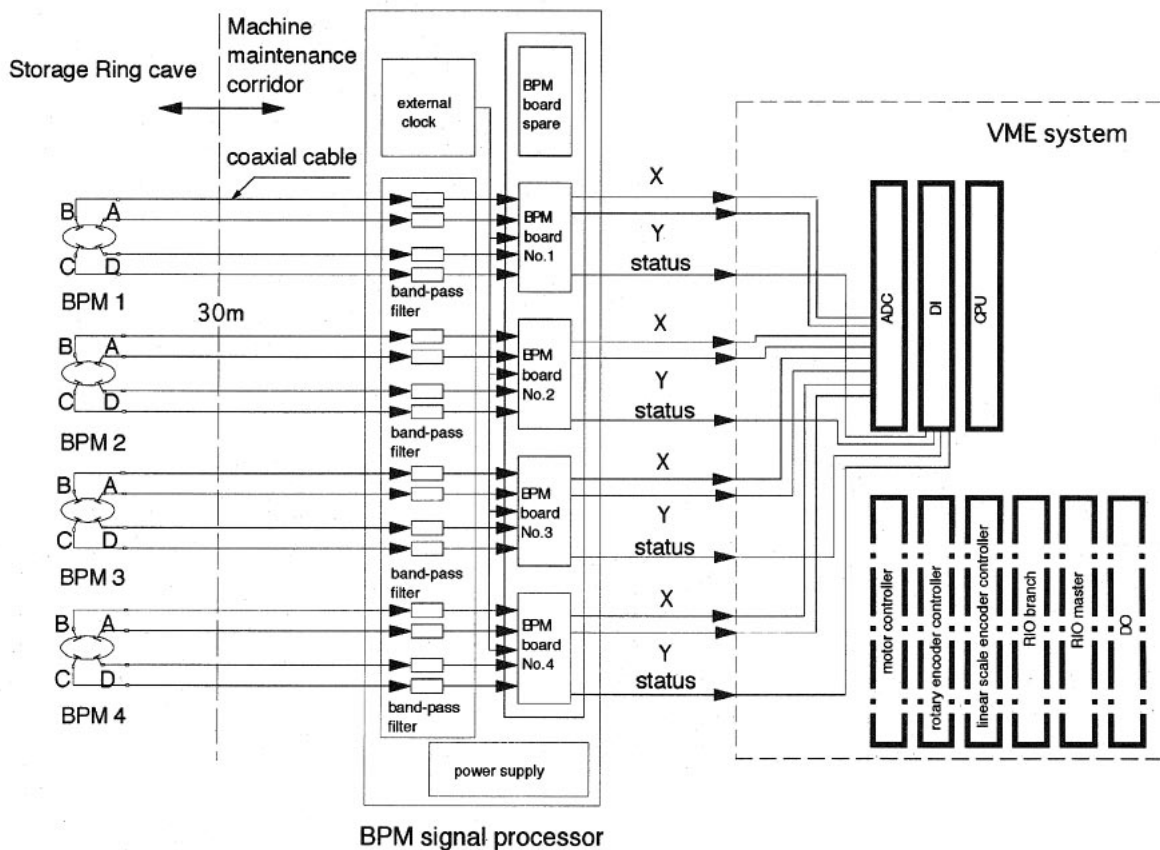 Storage Ring cave
Machine
maintenance
corridor
coaxial cable
30m
B A
C D
BPM 1
B A
C D
BPM 2
B A
C D
BPM 3
B A
C D
BPM 4
external
clock
BPM
board
spare
band-pass
filter
band-pass
filter
band-pass
filter
band-pass
filter
BPM
board
No.1
BPM
board
No.2
BPM
board
No.3
BPM
board
No.4
power supply
BPM signal processor
X
Y
status
X
Y
status
X
Y
status
X
Y
status
VME system
ADC
DI
CPU
motor controller
rotary encoder controller
linear scale encoder controller
RIO branch
RIO master
DO